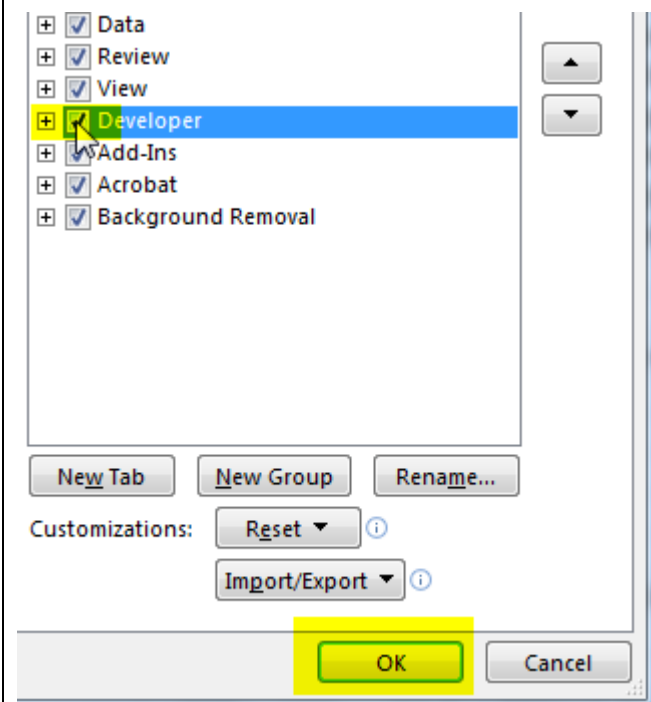 Data
Review
View
Developer
Add-Ins
Acrobat
Background Removal
New Tab New Group Rename...
Customizations: Reset
Import/Export
OK Cancel